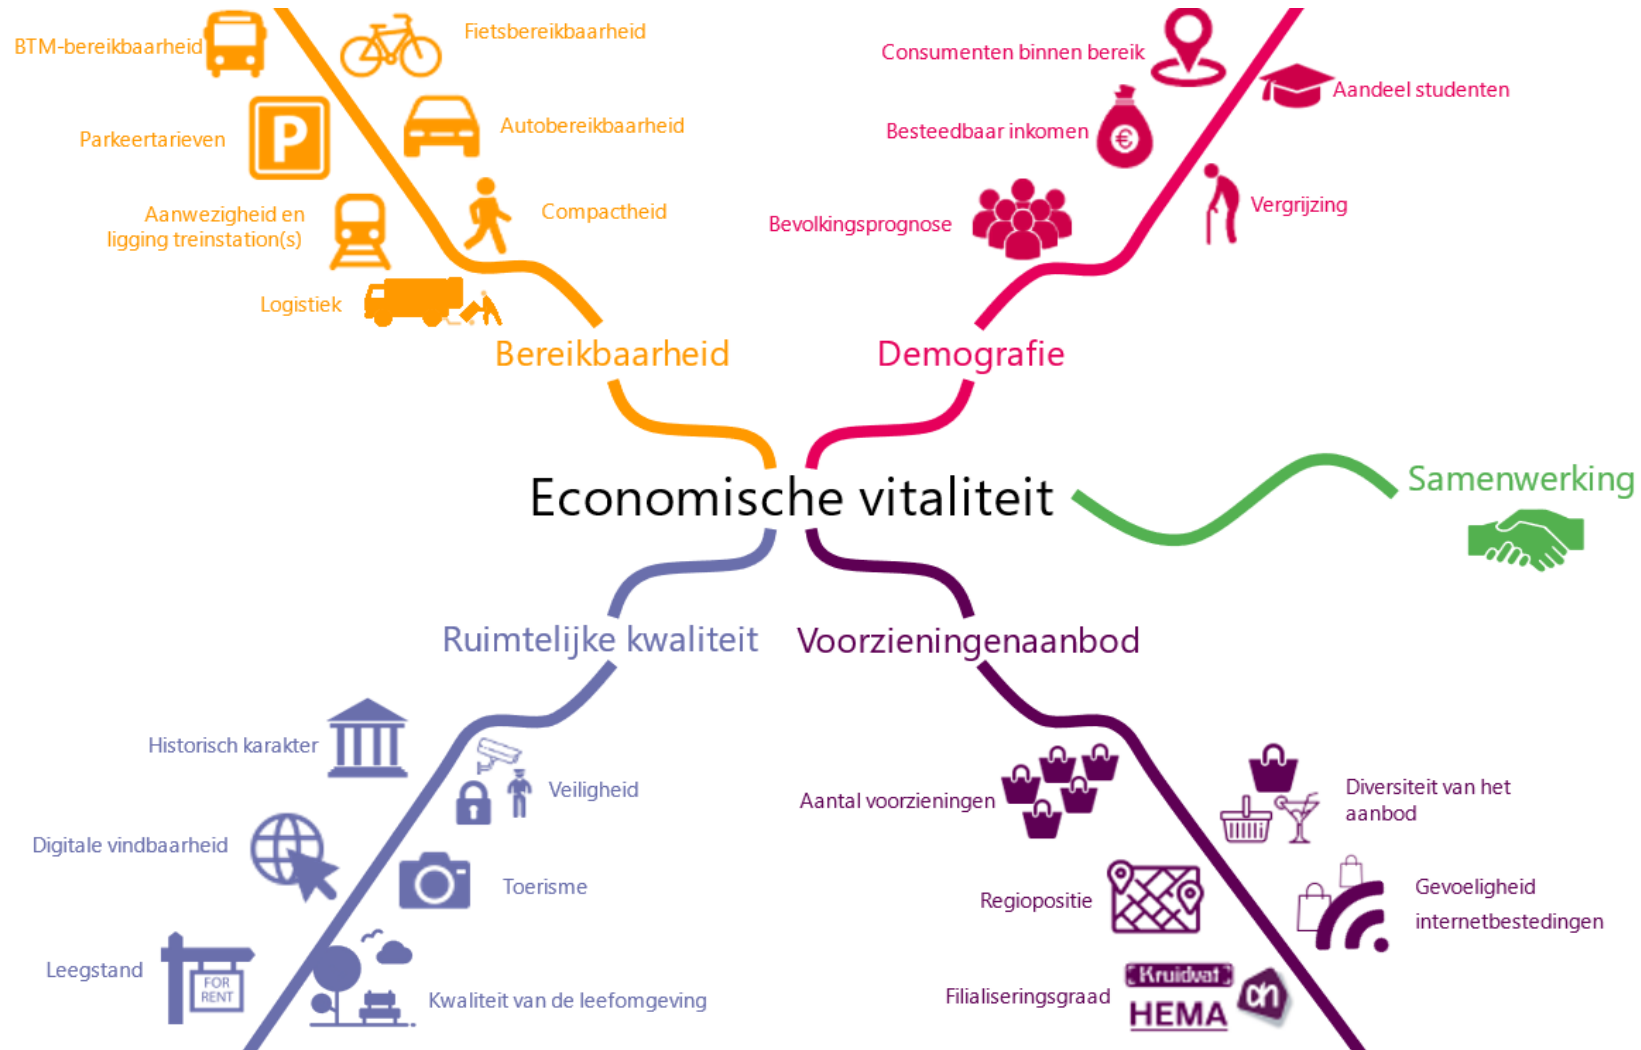 BTM-bereikbaarheid
Fietsbereikbaarheid
Parkeertarieven
P
Autobereikbaarheid
Aanwezigheid en
ligging treinstation(s)
Compactheid
Logistiek
Bereikbaarheid
Consumenten binnen bereik
Aandeel studenten
Besteedbaar inkomen
€
Bevolkingsprognose
Vergrijzing
Demografie
Economische vitaliteit
Samenwerking
Ruimtelijke kwaliteit
Historisch karakter
Veiligheid
Digitale vindbaarheid
Toerisme
Leegstand
FOR
RENT
Kwaliteit van de leefomgeving
Voorzieningenaanbod
Aantal voorzieningen
Diversiteit van het
aanbod
Regiopositie
Gevoeligheid
internetbestedingen
Filialiseringsgraad
Kruidvat
HEMA
ah